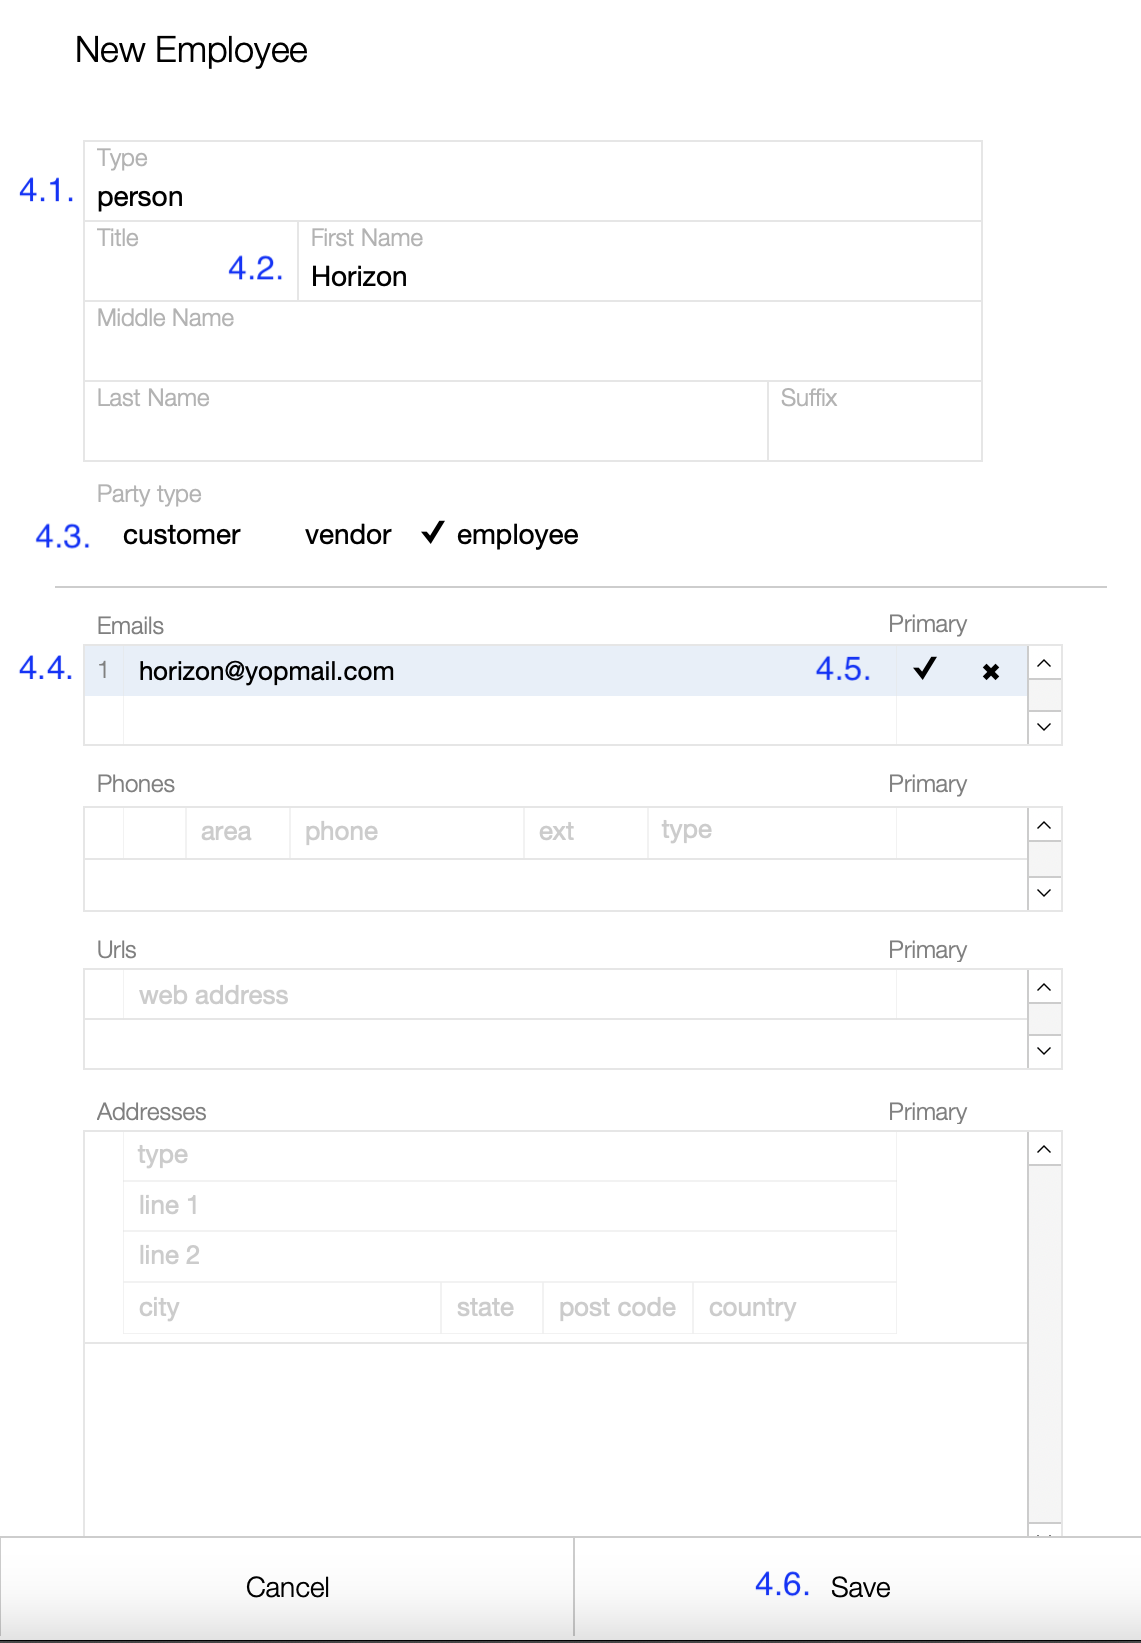 New Employee
Type
4.1. person
Title First Name
4.2. Horizon
Middle Name
Last Name Suffix
Party type
4.3. customer vendor ✓ employee
Emails Primary
4.4. 1 horizon@yopmail.com 4.5. ✓ ✖
Phones Primary
area phone ext type
Urls Primary
web address
Addresses Primary
type
line 1
line 2
city state post code country
Cancel 4.6. Save